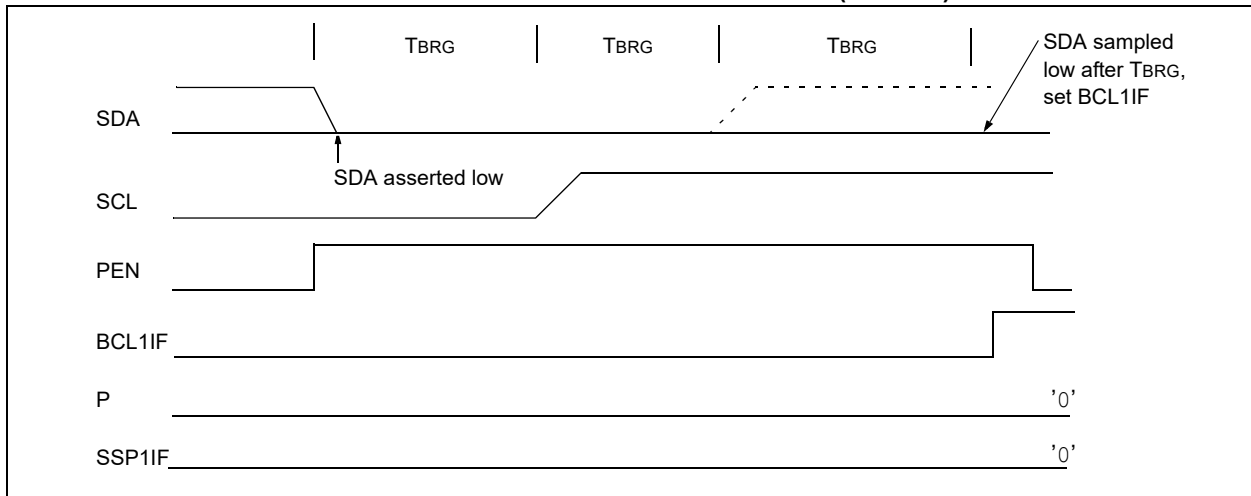 TBRG TBRG TBRG
SDA sampled
low after TBRG,
set BCL1IF
SDA
SDA asserted low
SCL
PEN
BCL1IF
P '0'
SSP1IF '0'